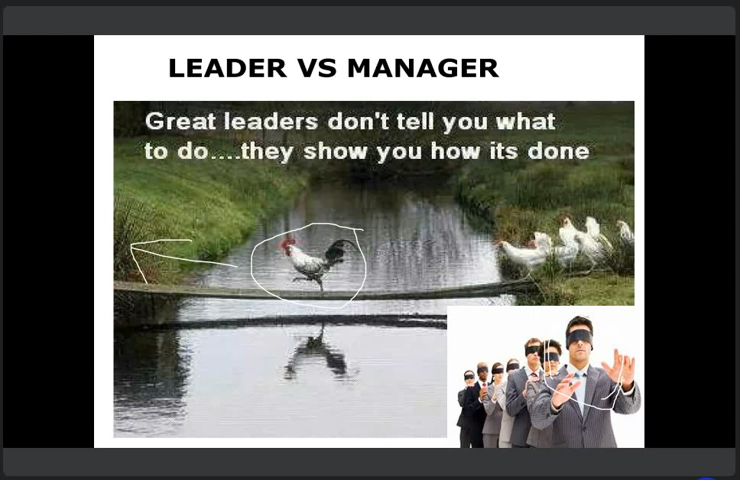 LEADER VS MANAGER
Great leaders don't tell you what
to do....they show you how its done